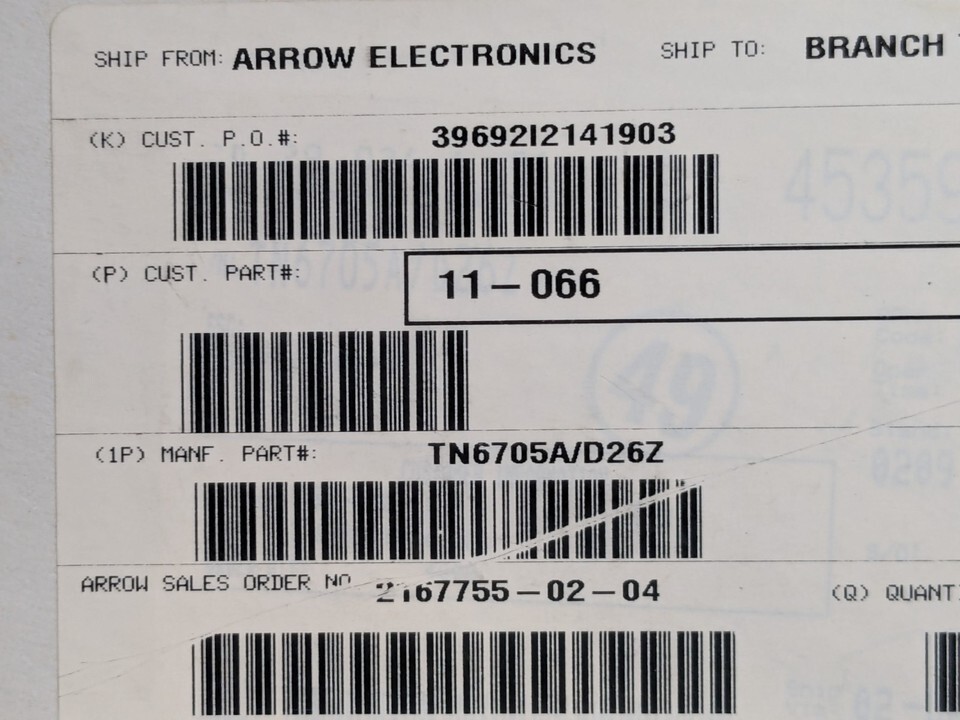 SHIP FROM: ARROW ELECTRONICS SHIP TO: BRANCH
(K) CUST. P.O.#: 39692I2141903
(P) CUST. PART#: 11-066
(1P) MANF. PART#: TN6705A/D26Z
ARROW SALES ORDER NO 2167755-02-04 (Q) QUANTI